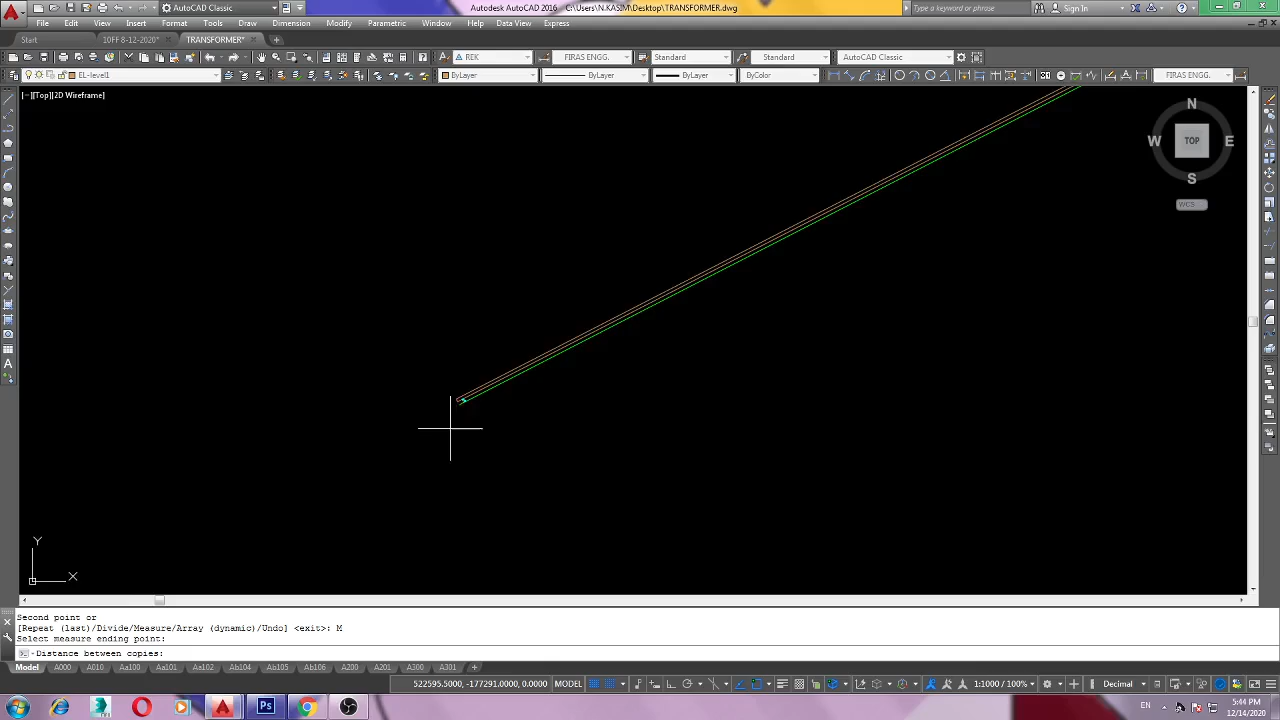 AutoCAD Classic
Autodesk AutoCAD 2016
C:\Users\N.KASIM\Desktop\TRANSFORMER.dwg
Type a keyword or phrase
Sign In
File Edit View Insert Format Tools Draw Dimension Modify Parametric Window Help Data View Express
Start 10FF 8-12-2020* TRANSFORMER*
REK FIRAS ENGG. Standard Standard AutoCAD Classic
EL-level1 ByLayer ByLayer ByLayer ByColor FIRAS ENGG.
[−][Top][2D Wireframe]
N
W TOP E
S
WCS
Y
X
Second point or
[Repeat (last)/Divide/Measure/Array (dynamic)/Undo] <exit>: M
Select measure ending point:
Distance between copies:
Model A000 A010 Aa100 Aa101 Aa102 Ab104 Ab105 Ab106 A200 A201 A300 A301 +
522595.5000, -177291.0000, 0.0000 MODEL 1:1000 / 100% Decimal
EN 5:44 PM
12/14/2020